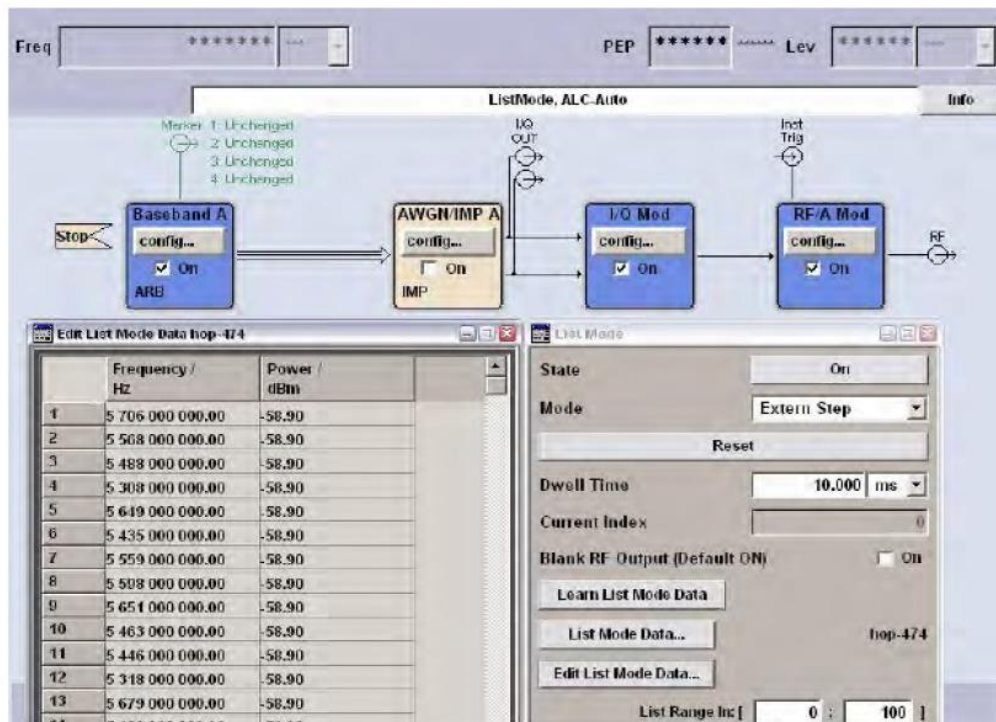 Freq ******* --- PEP ****** ------ Lev ****** ---
ListMode, ALC-Auto Info
Marker 1: Unchanged
2: Unchanged
3: Unchanged
4: Unchanged
I/Q
OUT
Inst
Trig
Stop
Baseband A
config...
On
ARB
AWGN/IMP A
config...
On
IMP
I/Q Mod
config...
On
RF/A Mod
config...
On
RF
Edit List Mode Data hop-474
Frequency / Hz Power / dBm
1 5 706 000 000.00 -58.90
2 5 568 000 000.00 -58.90
3 5 488 000 000.00 -58.90
4 5 308 000 000.00 -58.90
5 5 649 000 000.00 -58.90
6 5 435 000 000.00 -58.90
7 5 559 000 000.00 -58.90
8 5 598 000 000.00 -58.90
9 5 651 000 000.00 -58.90
10 5 463 000 000.00 -58.90
11 5 446 000 000.00 -58.90
12 5 318 000 000.00 -58.90
13 5 679 000 000.00 -58.90
List Mode
State On
Mode Extern Step
Reset
Dwell Time 10.000 ms
Current Index 0
Blank RF Output (Default ON) On
Learn List Mode Data
List Mode Data... hop-474
Edit List Mode Data...
List Range In: [ 0 : 100 ]